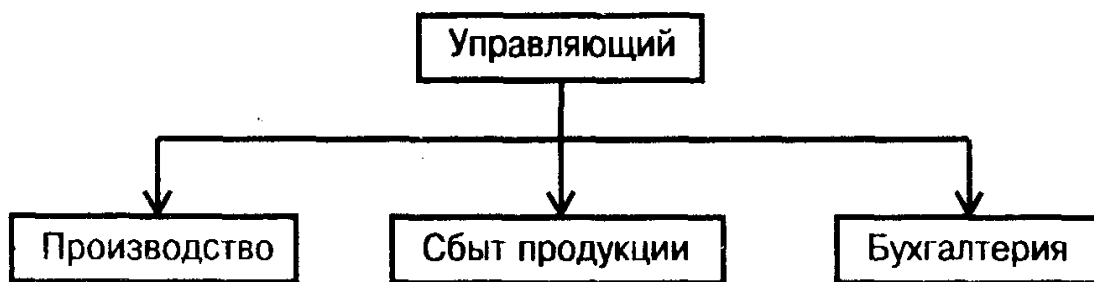 Управляющий
Производство
Сбыт продукции
Бухгалтерия